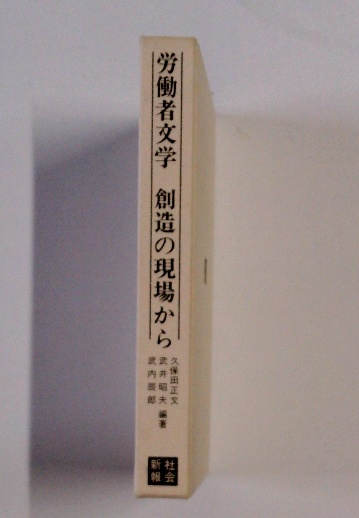 労働者文学 創造の現場から
久保田正文
武井昭夫 編著
武内辰郎
社会
新報